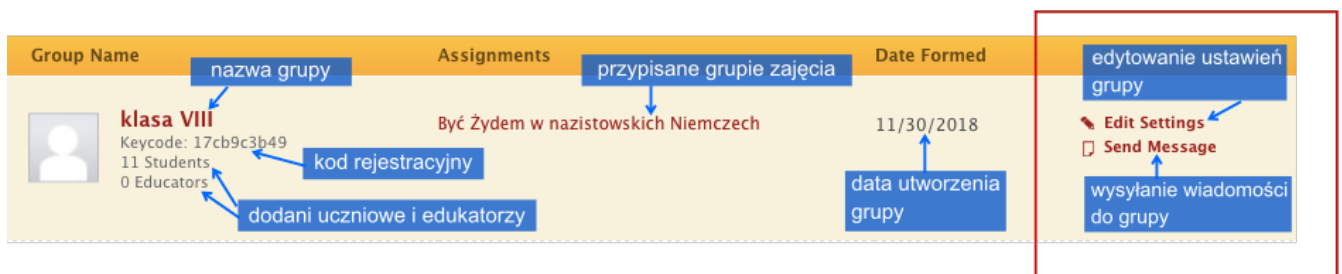 Group Name
nazwa grupy
Assignments
przypisane grupie zajęcia
Date Formed
edytowanie ustawień
grupy
klasa VIII
Keycode: 17cb9c3b49
11 Students
0 Educators
kod rejestracyjny
dodani uczniowe i edukatorzy
Być Żydem w nazistowskich Niemczech
11/30/2018
data utworzenia
grupy
Edit Settings
Send Message
wysyłanie wiadomości
do grupy